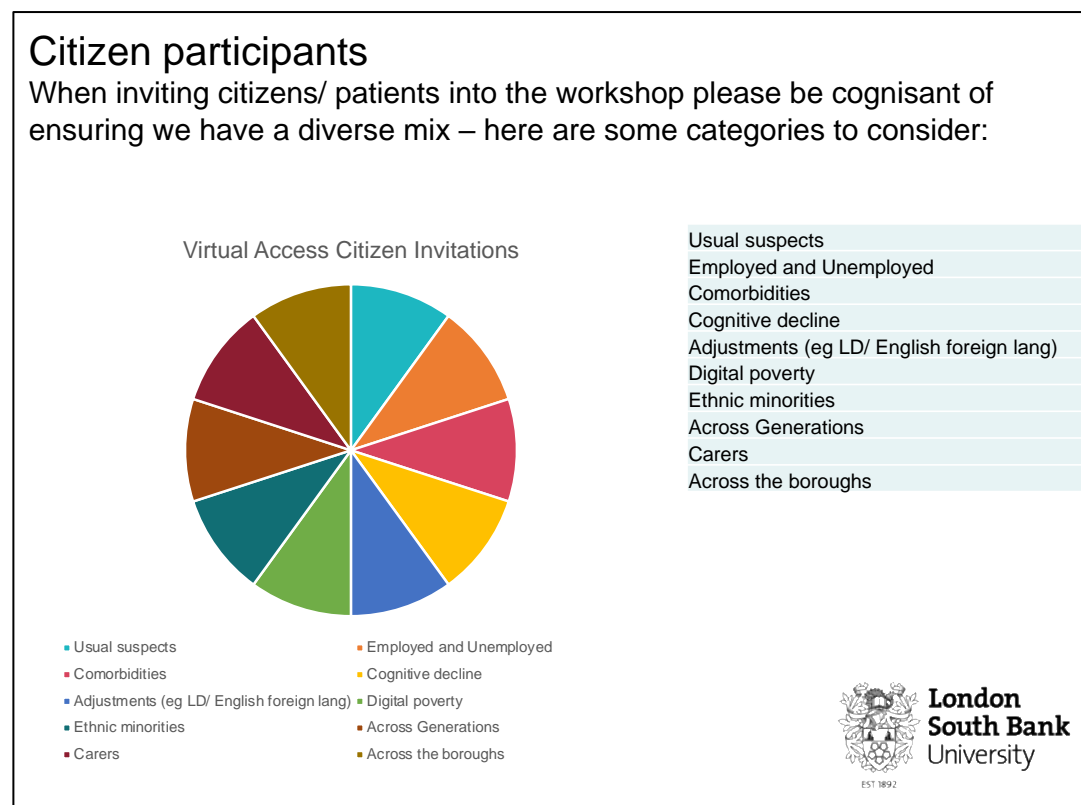 Citizen participants
When inviting citizens/ patients into the workshop please be cognisant of
ensuring we have a diverse mix – here are some categories to consider:
Virtual Access Citizen Invitations
Usual suspects
Employed and Unemployed
Comorbidities
Cognitive decline
Adjustments (eg LD/ English foreign lang)
Digital poverty
Ethnic minorities
Across Generations
Carers
Across the boroughs
Usual suspects
Employed and Unemployed
Comorbidities
Cognitive decline
Adjustments (eg LD/ English foreign lang)
Digital poverty
Ethnic minorities
Across Generations
Carers
Across the boroughs
London
South Bank
University
EST 1892